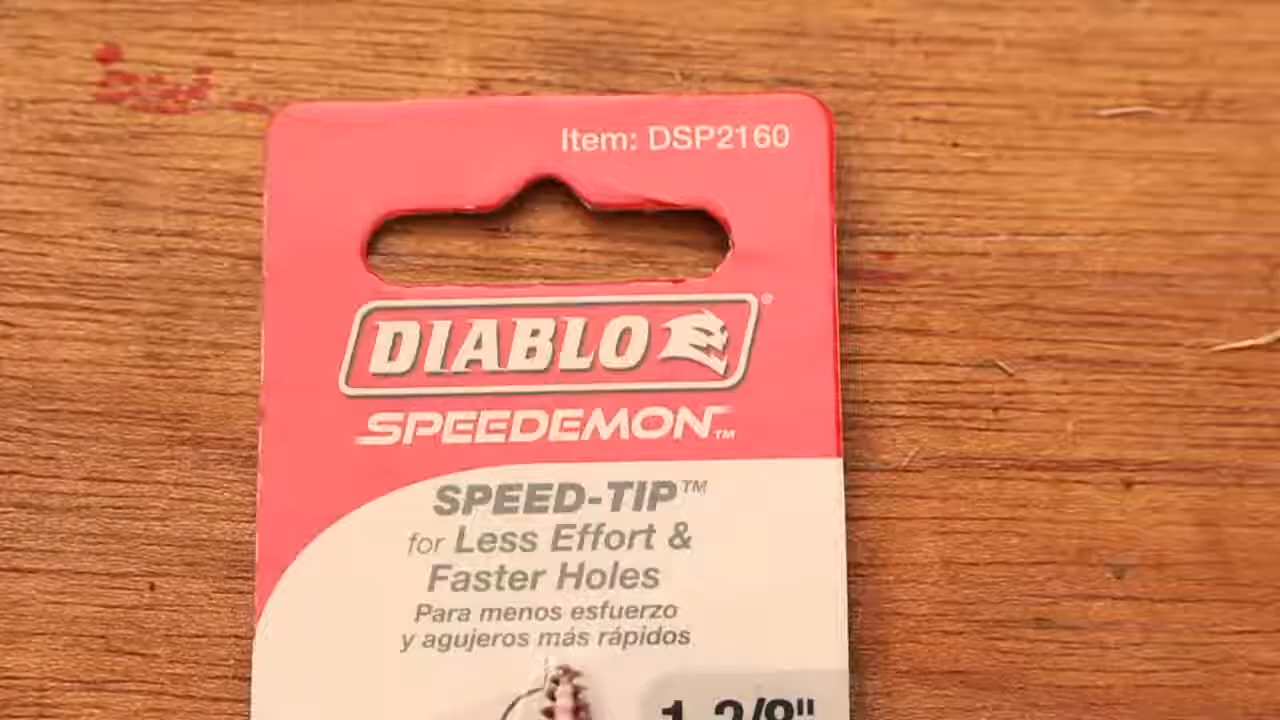 Item: DSP2160
DIABLO®
SPEEDEMON™
SPEED-TIP™
for Less Effort &
Faster Holes
Para menos esfuerzo
y agujeros más rápidos